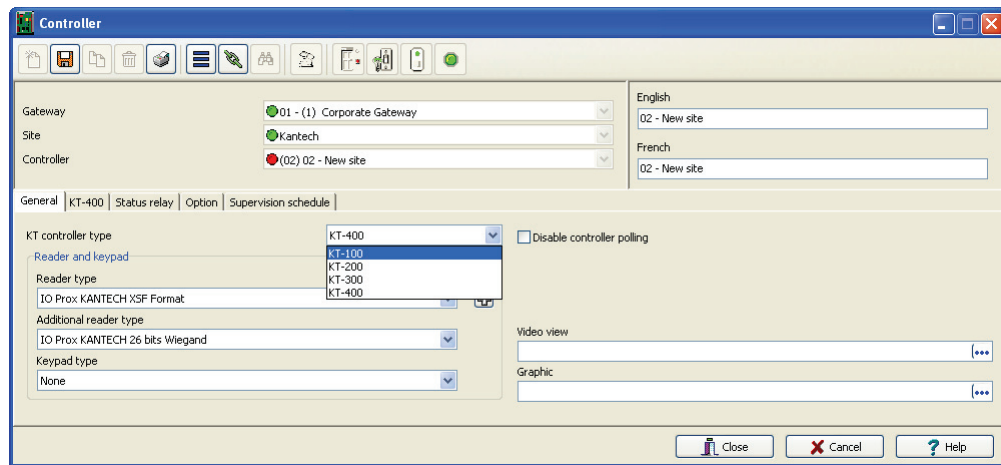 Controller
English
Gateway
01 - (1) Corporate Gateway
02 - New site
Site
Kantech
French
Controller
(02) 02 - New site
02 - New site
General KT-400 Status relay Option Supervision schedule
KT controller type
KT-400
Disable controller polling
KT-100
KT-200
KT-300
KT-400
Reader and keypad
Reader type
IO Prox KANTECH XSF Format
Additional reader type
IO Prox KANTECH 26 bits Wiegand
Keypad type
None
Video view
Graphic
Close Cancel ? Help